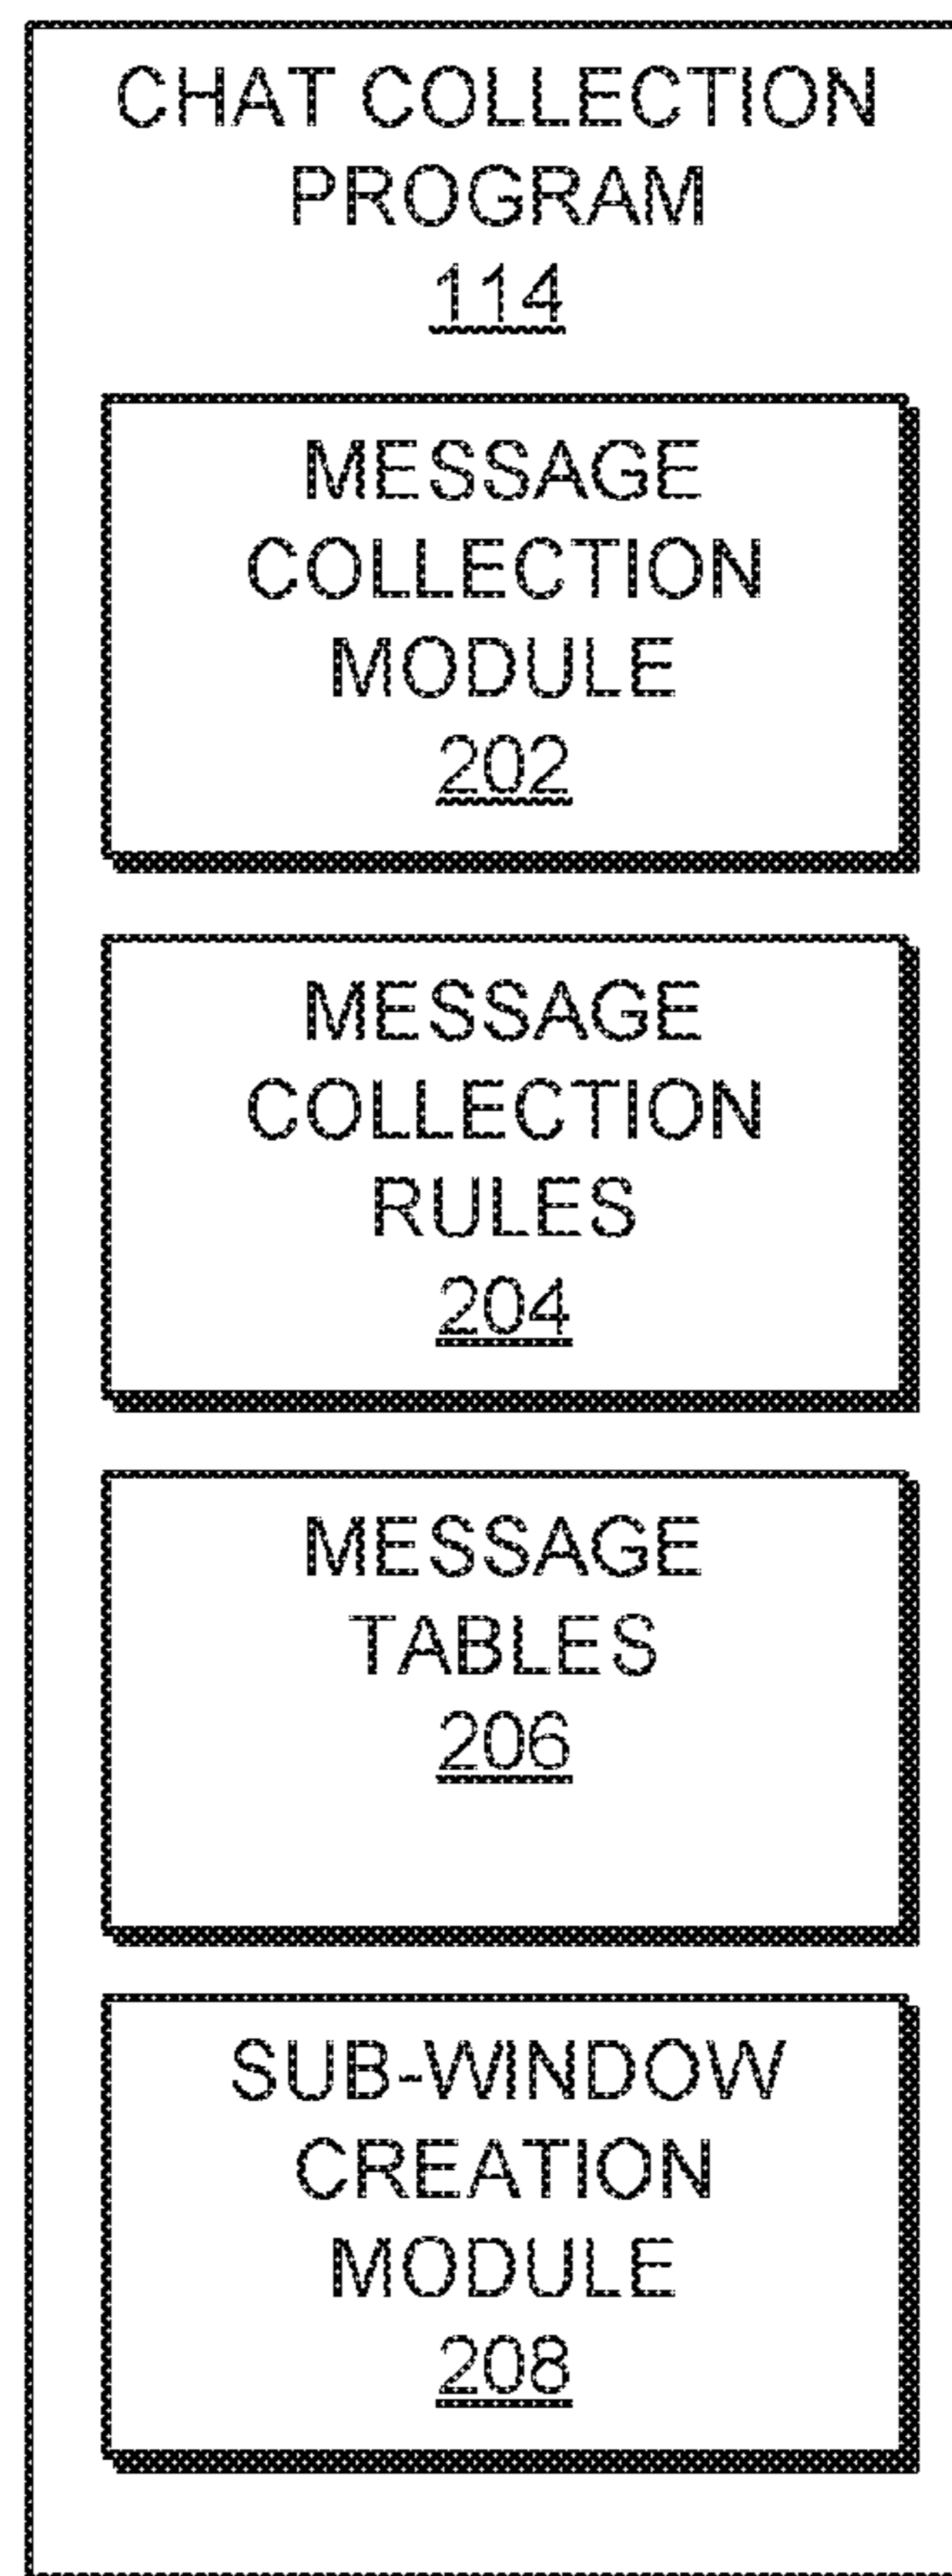 CHAT COLLECTION
PROGRAM
114
MESSAGE
COLLECTION
MODULE
202
MESSAGE
COLLECTION
RULES
204
MESSAGE
TABLES
206
SUB-WINDOW
CREATION
MODULE
208